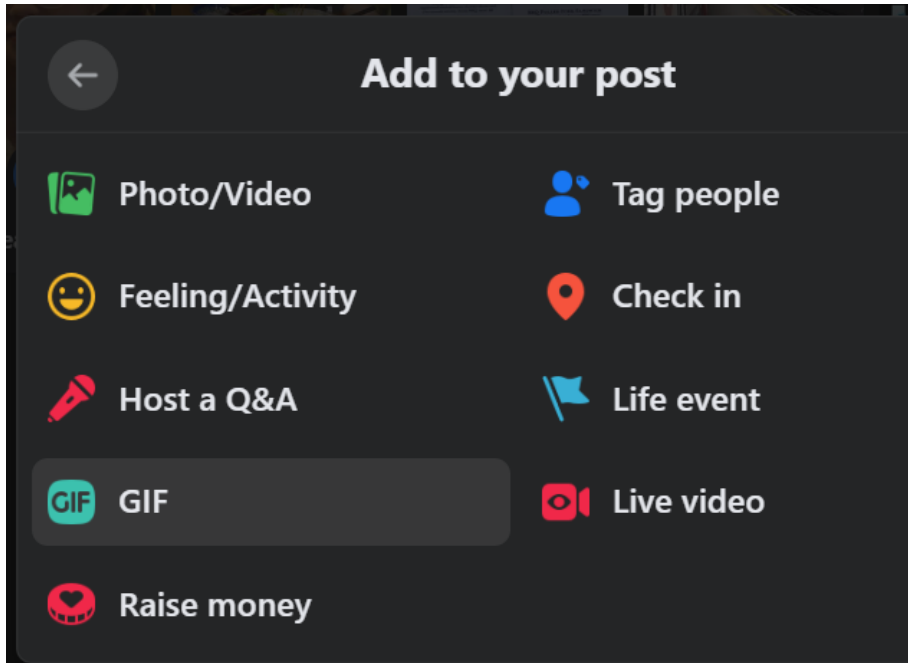 Add to your post
Photo/Video
Tag people
Feeling/Activity
Check in
Host a Q&A
Life event
GIF GIF
Live video
Raise money